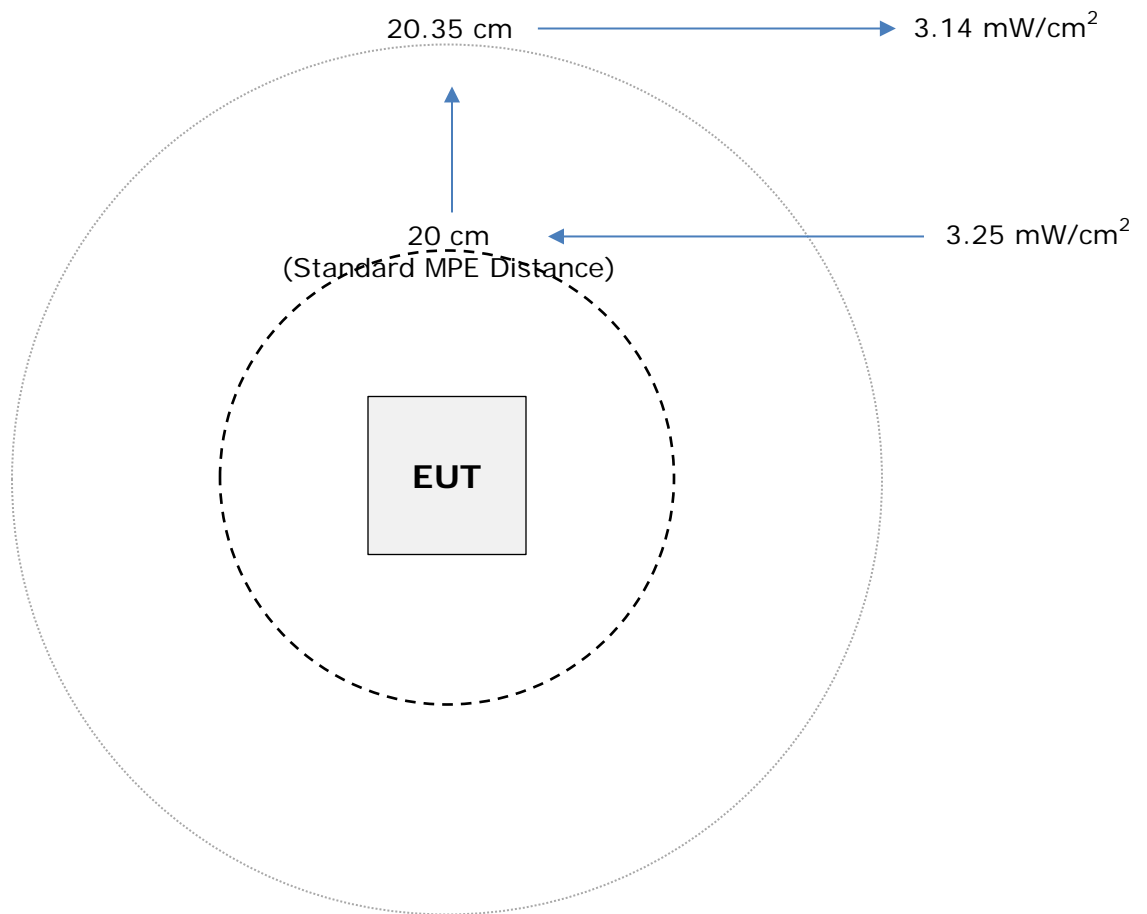 20.35 cm
3.14 mW/cm²
20 cm
3.25 mW/cm²
(Standard MPE Distance)
EUT